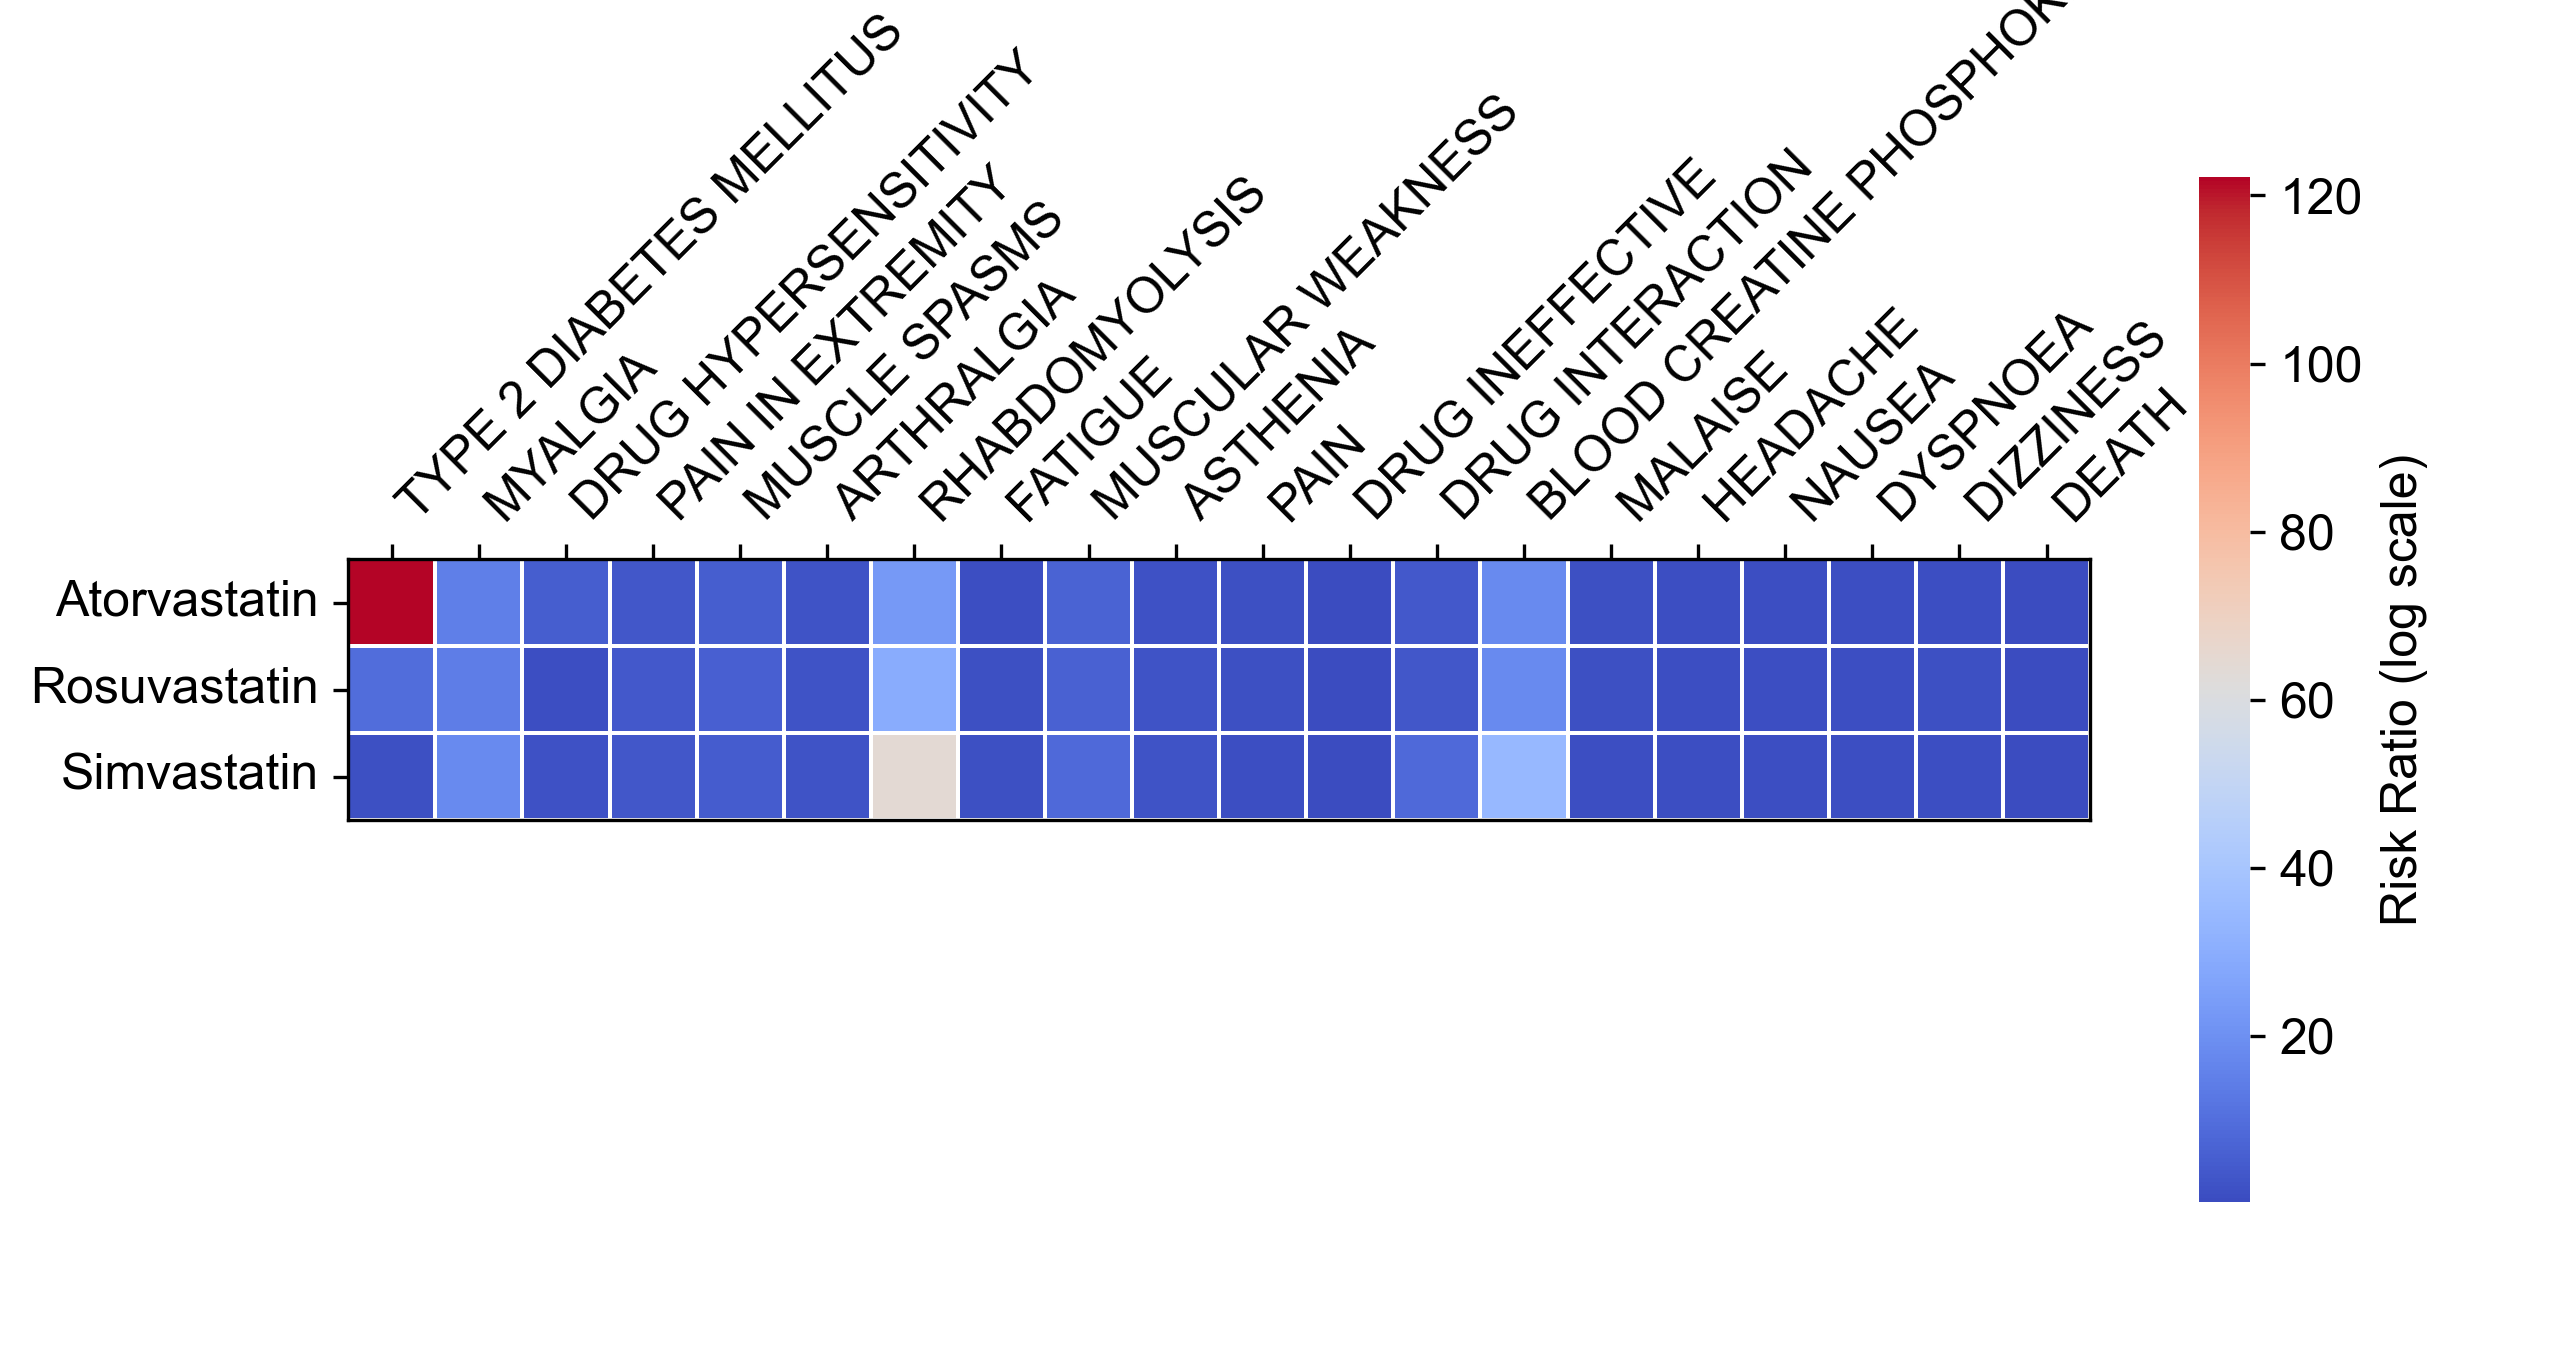 TYPE 2 DIABETES MELLITUS
MYALGIA
DRUG HYPERSENSITIVITY
PAIN IN EXTREMITY
MUSCLE SPASMS
ARTHRALGIA
RHABDOMYOLYSIS
FATIGUE
MUSCULAR WEAKNESS
ASTHENIA
PAIN
DRUG INEFFECTIVE
DRUG INTERACTION
BLOOD CREATINE
MALAISE
HEADACHE
NAUSEA
DYSPNOEA
DIZZINESS
DEATH
Atorvastatin
Rosuvastatin
Simvastatin
120
100
80
60
40
20
Risk Ratio (log scale)